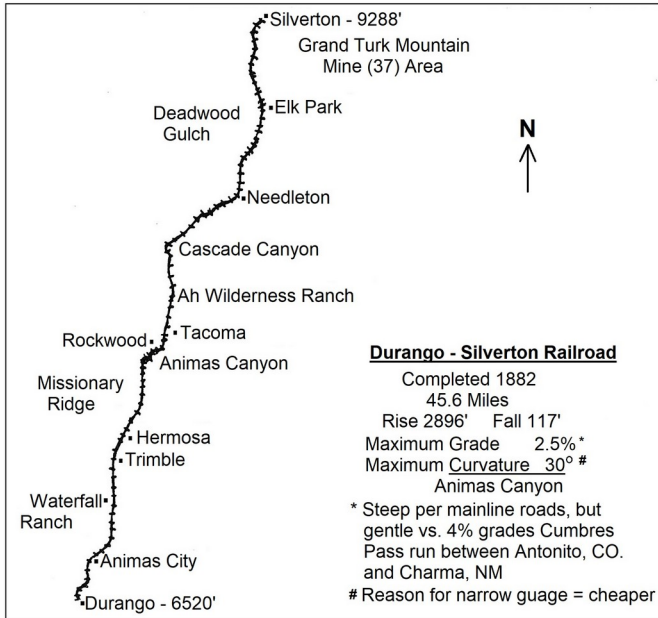 Silverton - 9288'
Grand Turk Mountain
Mine (37) Area
Elk Park
Deadwood
Gulch
N
Needleton
Cascade Canyon
Ah Wilderness Ranch
Tacoma
Rockwood
Animas Canyon
Missionary
Ridge
Hermosa
Trimble
Waterfall
Ranch
Animas City
Durango - 6520'
Durango - Silverton Railroad
Completed 1882
45.6 Miles
Rise 2896' Fall 117'
Maximum Grade 2.5% *
Maximum Curvature 30° #
Animas Canyon
* Steep per mainline roads, but
gentle vs. 4% grades Cumbres
Pass run between Antonito, CO.
and Charma, NM
# Reason for narrow guage = cheaper